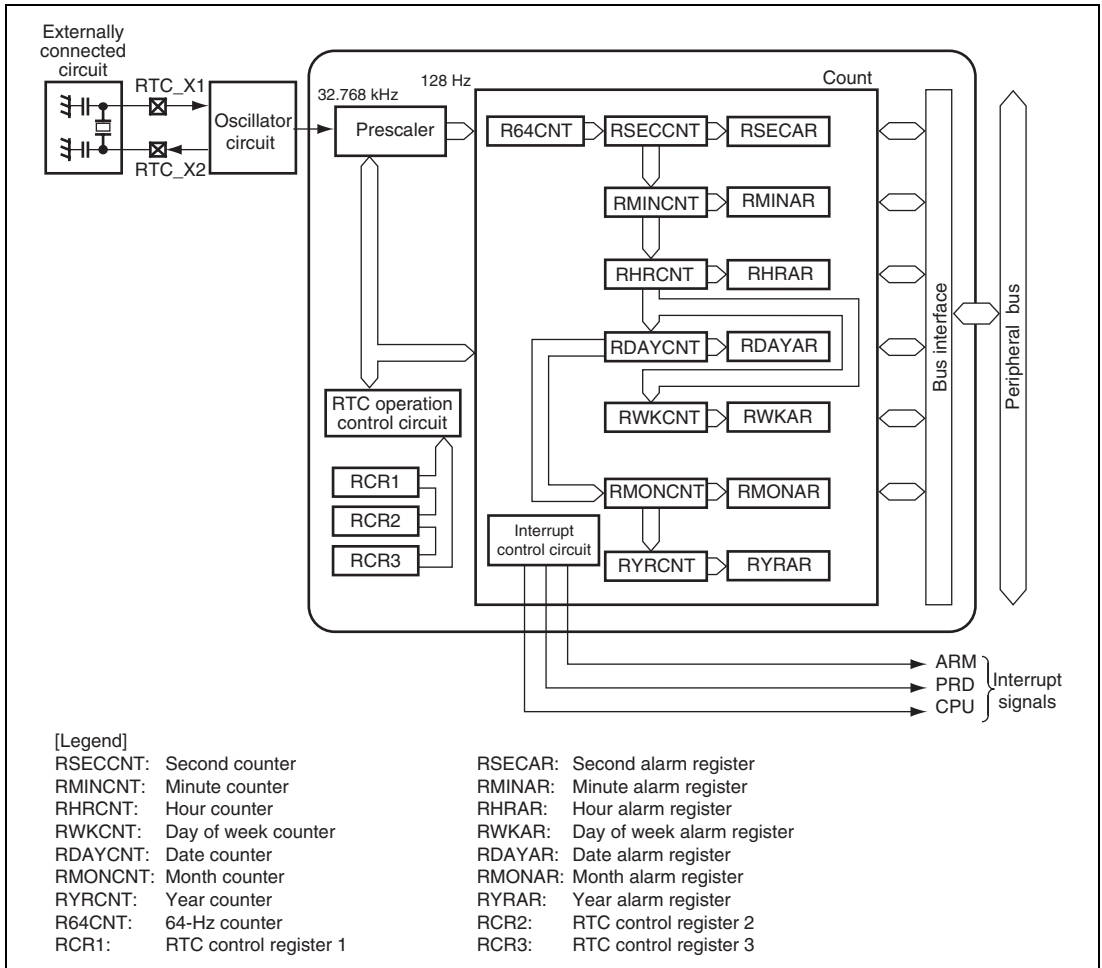 Externally
connected
circuit
RTC_X1
RTC_X2
Oscillator
circuit
32.768 kHz
128 Hz
Prescaler
Count
R64CNT
RSECCNT
RSECAR
RMINCNT
RMINAR
RHRCNT
RHRAR
RDAYCNT
RDAYAR
RWKCNT
RWKAR
RMONCNT
RMONAR
RYRCNT
RYRAR
RTC operation
control circuit
RCR1
RCR2
RCR3
Interrupt
control circuit
Bus interface
Peripheral bus
ARM
PRD
CPU
Interrupt
signals
[Legend]
RSECCNT: Second counter
RMINCNT: Minute counter
RHRCNT: Hour counter
RWKCNT: Day of week counter
RDAYCNT: Date counter
RMONCNT: Month counter
RYRCNT: Year counter
R64CNT: 64-Hz counter
RCR1: RTC control register 1
RSECAR: Second alarm register
RMINAR: Minute alarm register
RHRAR: Hour alarm register
RWKAR: Day of week alarm register
RDAYAR: Date alarm register
RMONAR: Month alarm register
RYRAR: Year alarm register
RCR2: RTC control register 2
RCR3: RTC control register 3